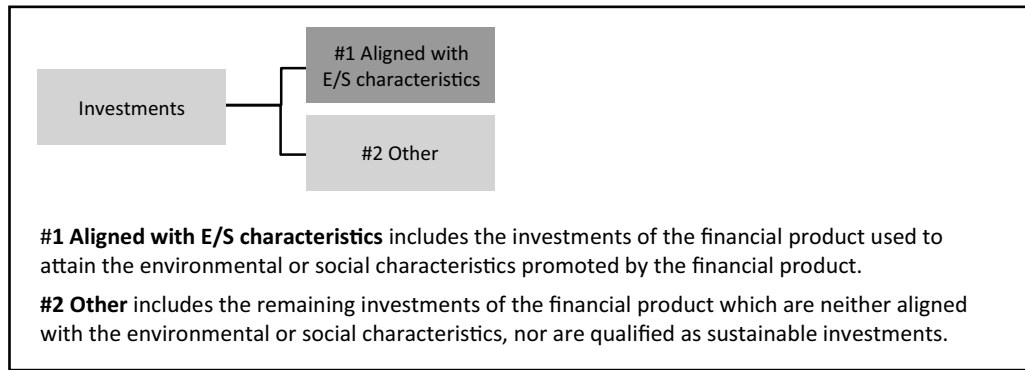 #1 Aligned with
E/S characteristics
Investments
#2 Other
#1 Aligned with E/S characteristics includes the investments of the financial product used to
attain the environmental or social characteristics promoted by the financial product.
#2 Other includes the remaining investments of the financial product which are neither aligned
with the environmental or social characteristics, nor are qualified as sustainable investments.